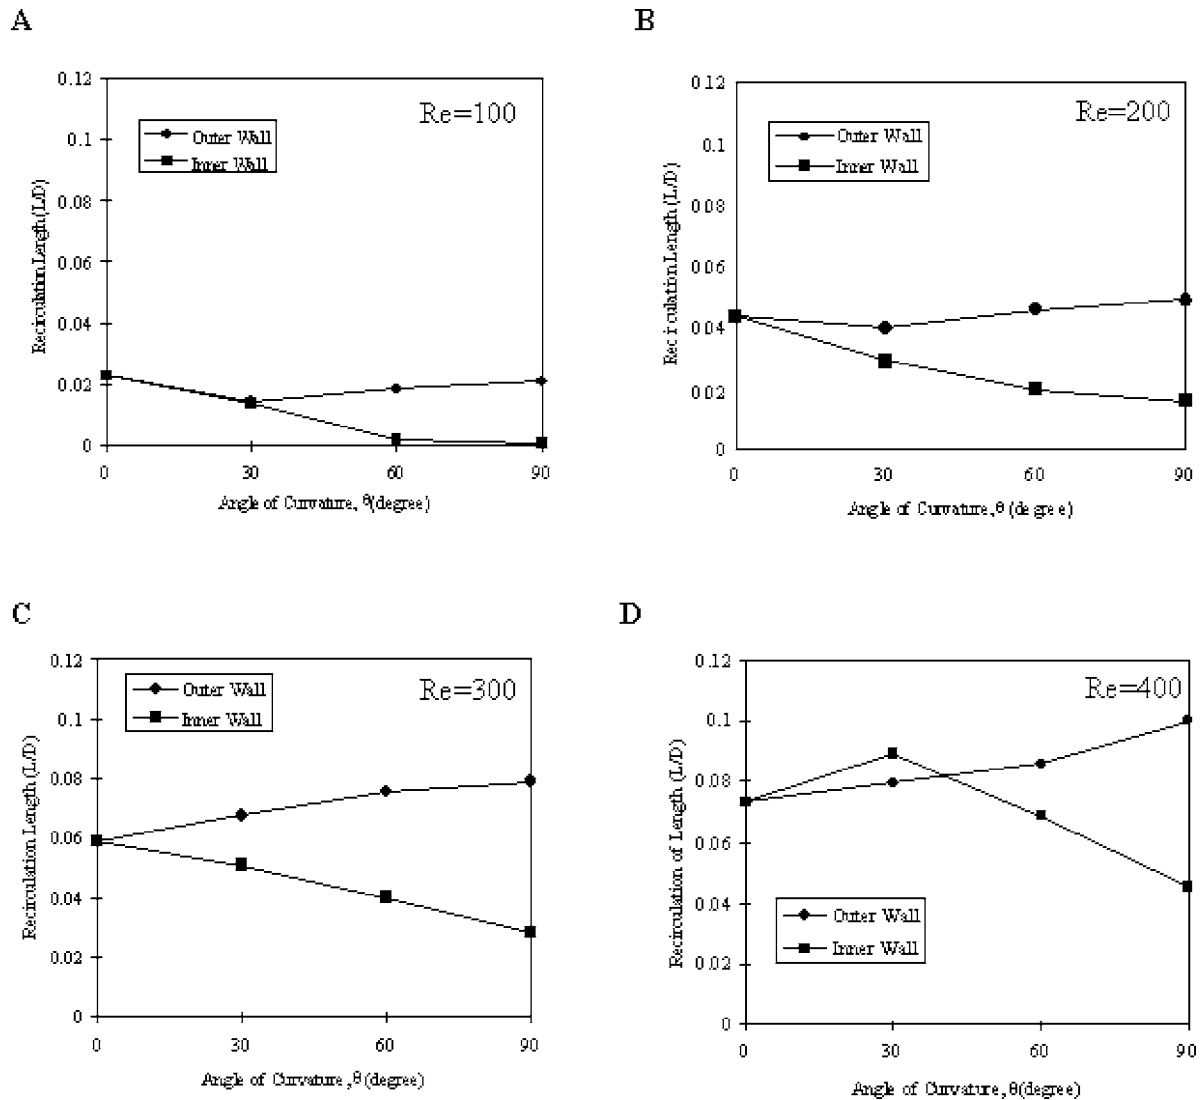 A
Re=100
Outer Wall
Inner Wall
Recirculation Length (L/D)
0.12
0.1
0.08
0.06
0.04
0.02
0
0 30 60 90
Angle of Curvature, θ(degree)
B
Re=200
Outer Wall
Inner Wall
Recirculation Length (L/D)
0.12
0.1
0.08
0.06
0.04
0.02
0
0 30 60 90
Angle of Curvature, θ (degree)
C
Re=300
Outer Wall
Inner Wall
Recirculation Length (L/D)
0.12
0.1
0.08
0.06
0.04
0.02
0
0 30 60 90
Angle of Curvature, θ (degree)
D
Re=400
Outer Wall
Inner Wall
Recirculation of Length (L/D)
0.12
0.1
0.08
0.06
0.04
0.02
0
0 30 60 90
Angle of Curvature, θ(degree)